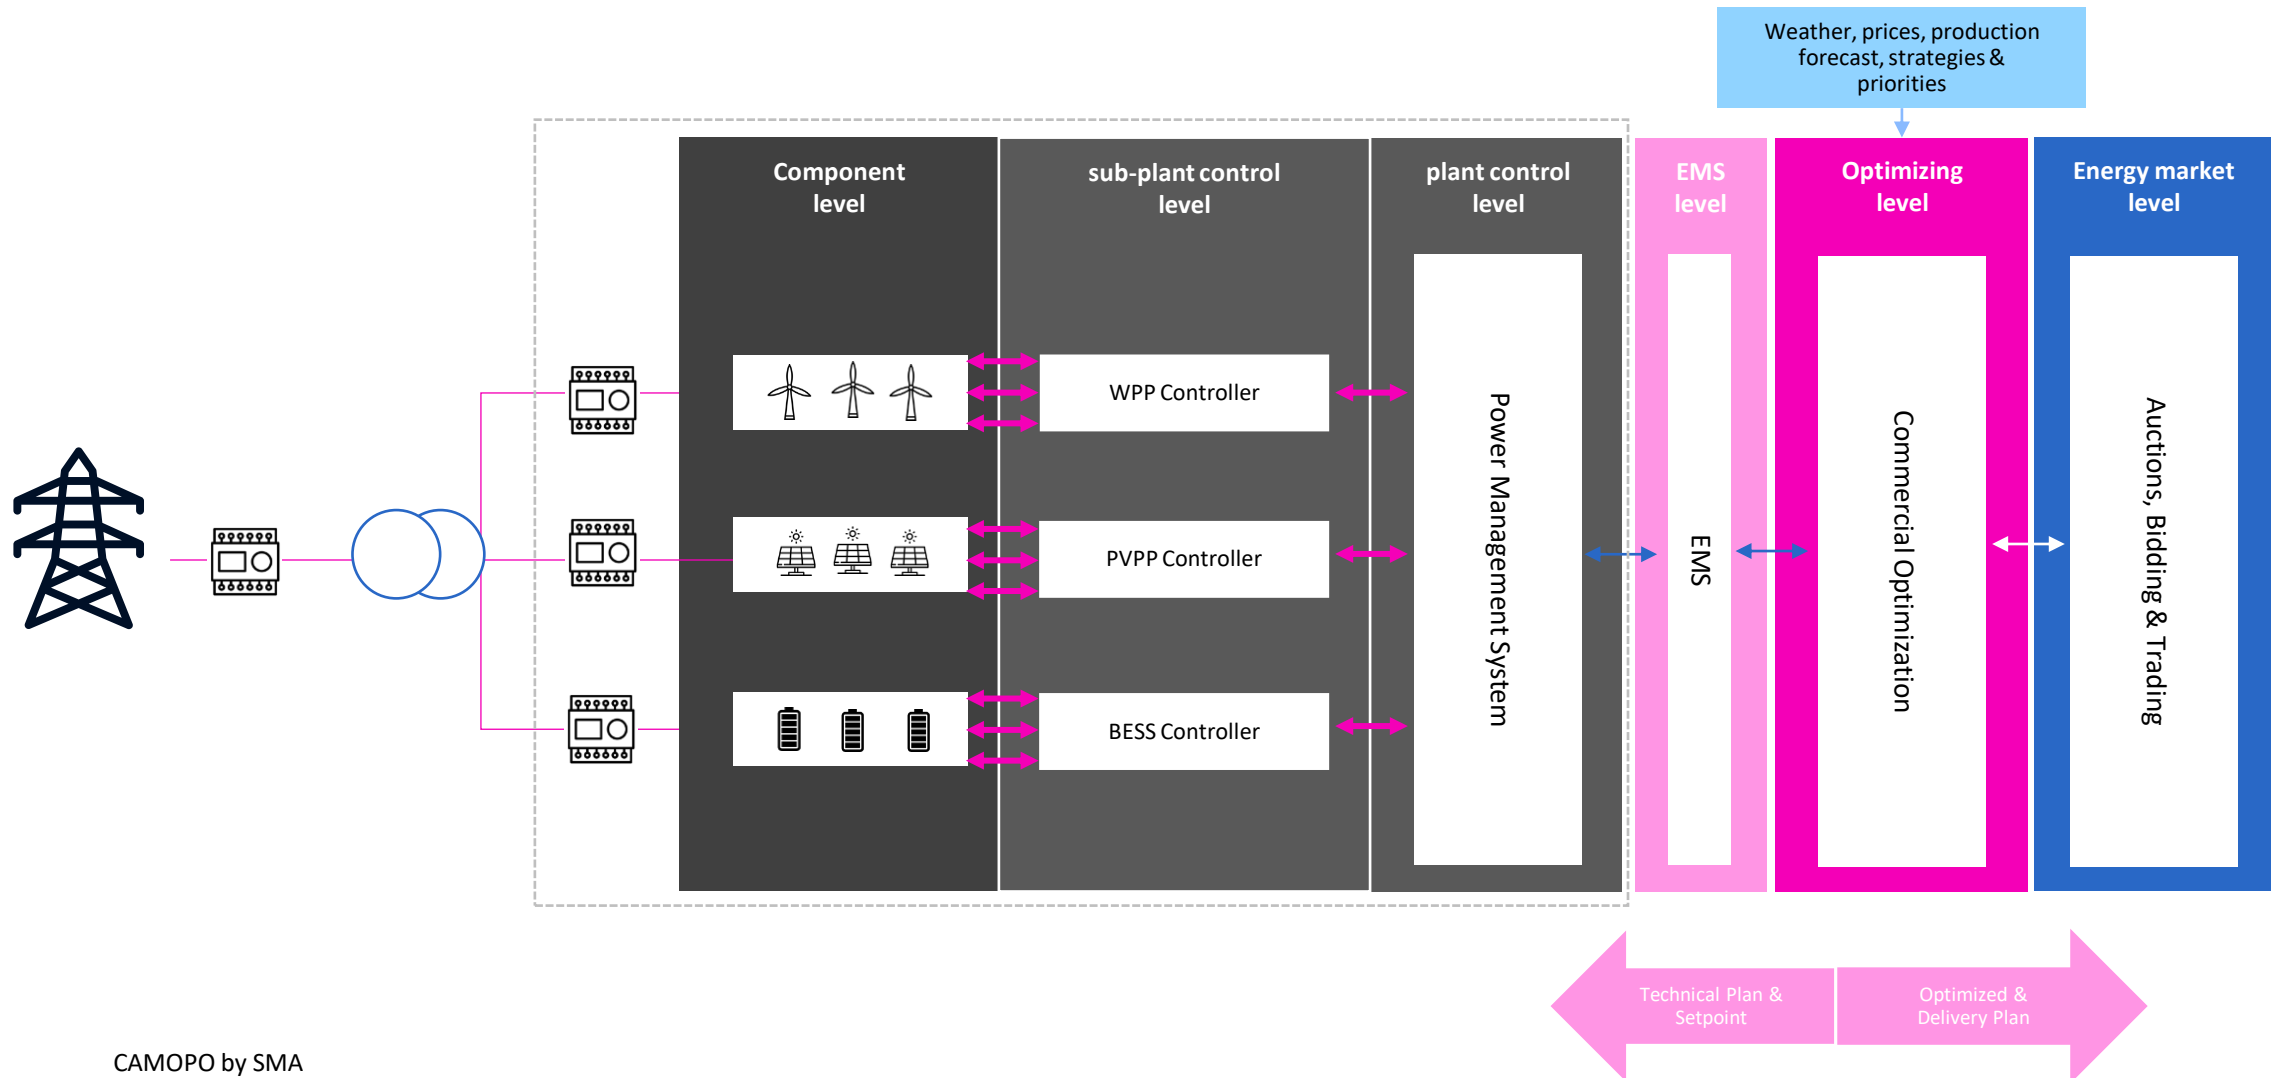 Weather, prices, production
forecast, strategies &
priorities
Component
level
sub-plant control
level
plant control
level
EMS
level
Optimizing
level
Energy market
level
WPP Controller
PVPP Controller
BESS Controller
Power Management System
EMS
Commercial Optimization
Auctions, Bidding & Trading
Technical Plan &
Setpoint
Optimized &
Delivery Plan
CAMOPO by SMA